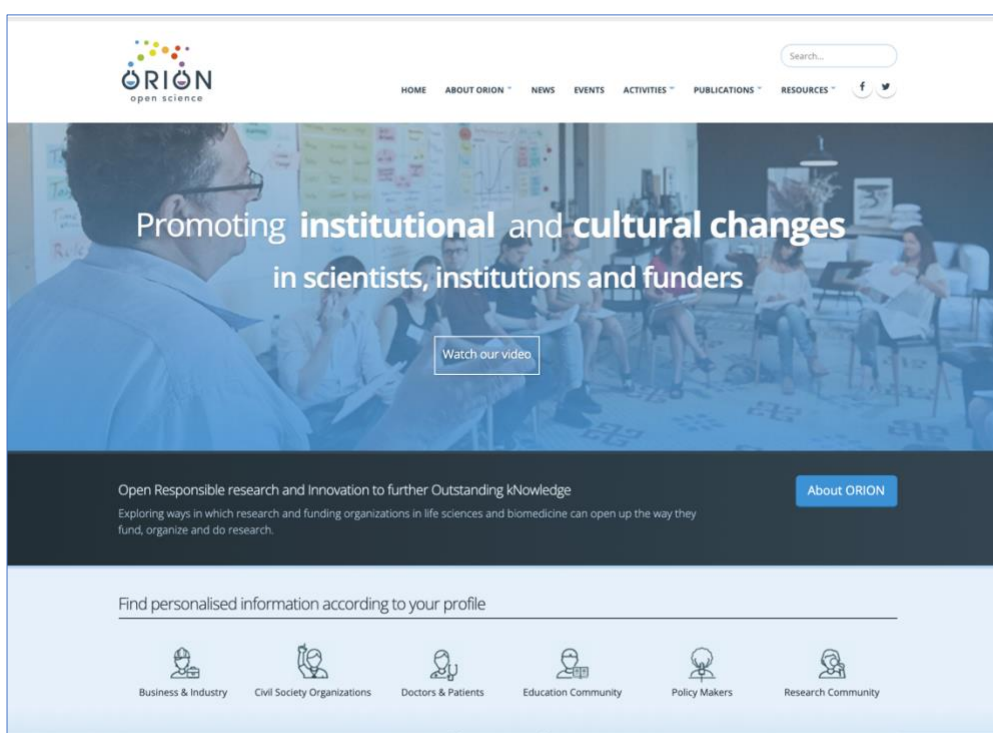 ORION
open science
Search...
HOME ABOUT ORION NEWS EVENTS ACTIVITIES PUBLICATIONS RESOURCES
Promoting institutional and cultural changes
in scientists, institutions and funders
Watch our video
Open Responsible research and Innovation to further Outstanding kNowledge
About ORION
Exploring ways in which research and funding organizations in life sciences and biomedicine can open up the way they
fund, organize and do research.
Find personalised information according to your profile
Business & Industry Civil Society Organizations Doctors & Patients Education Community Policy Makers Research Community